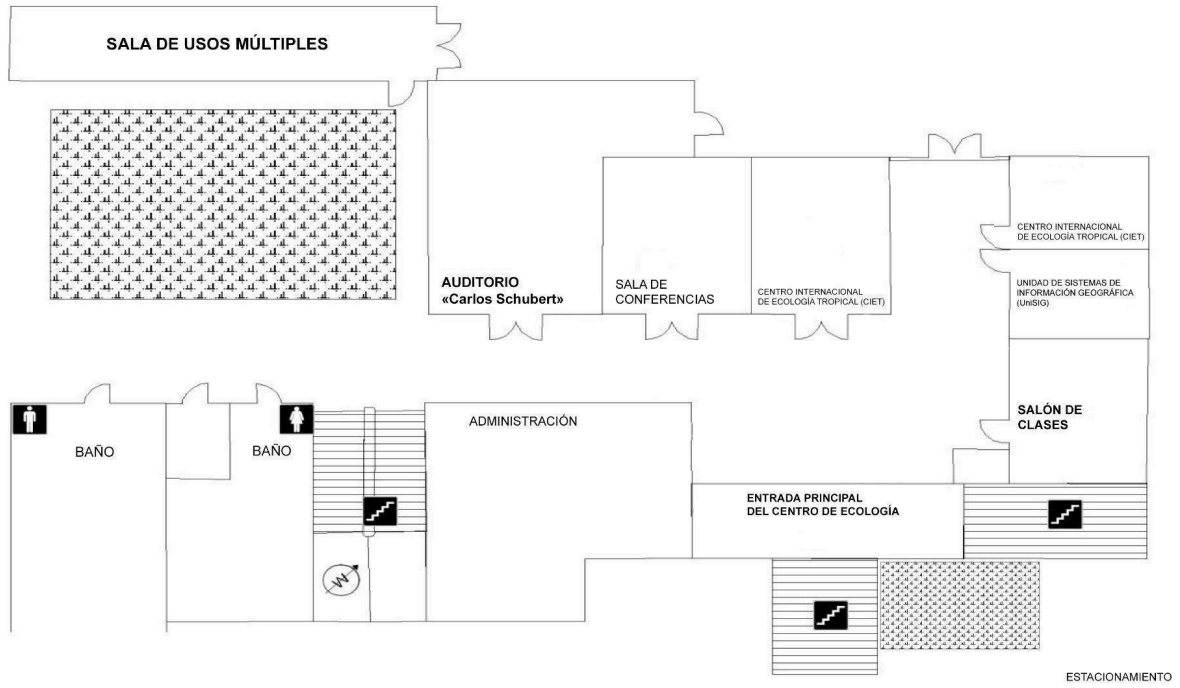 SALA DE USOS MÚLTIPLES
AUDITORIO
«Carlos Schubert»
SALA DE
CONFERENCIAS
CENTRO INTERNACIONAL
DE ECOLOGÍA TROPICAL (CIET)
CENTRO INTERNACIONAL
DE ECOLOGÍA TROPICAL (CIET)
UNIDAD DE SISTEMAS DE
INFORMACIÓN GEOGRÁFICA
(UniSIG)
SALÓN DE
CLASES
BAÑO
BAÑO
ADMINISTRACIÓN
ENTRADA PRINCIPAL
DEL CENTRO DE ECOLOGÍA
ESTACIONAMIENTO